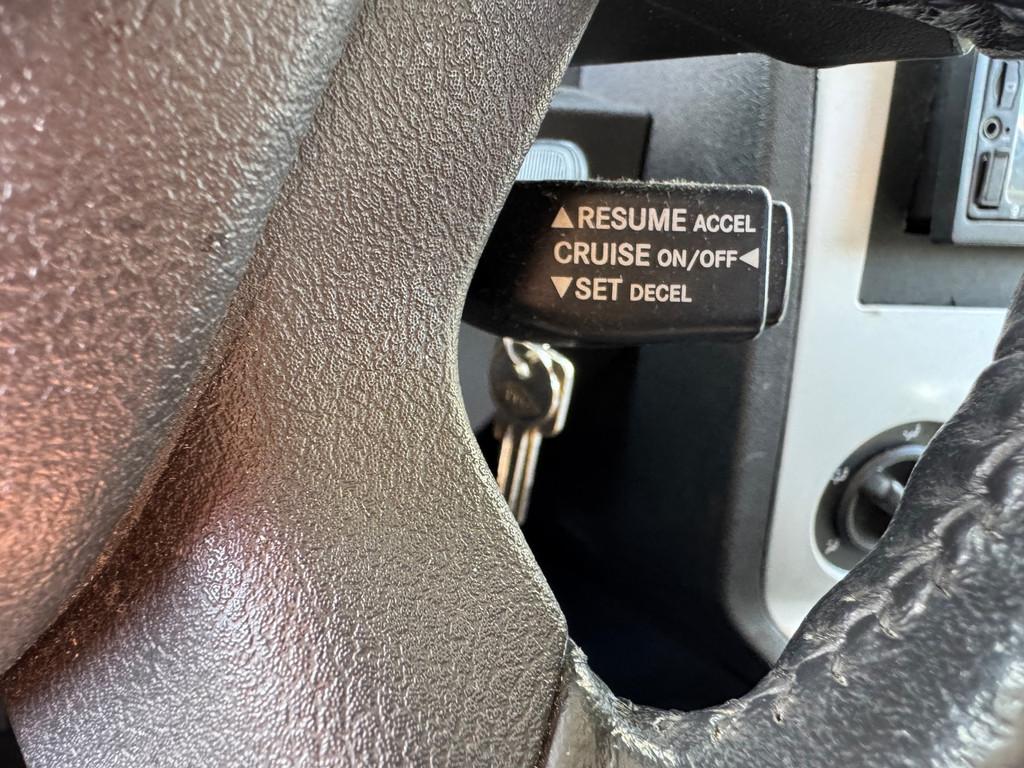 ▲RESUME ACCEL
CRUISE ON/OFF◀
▼SET DECEL